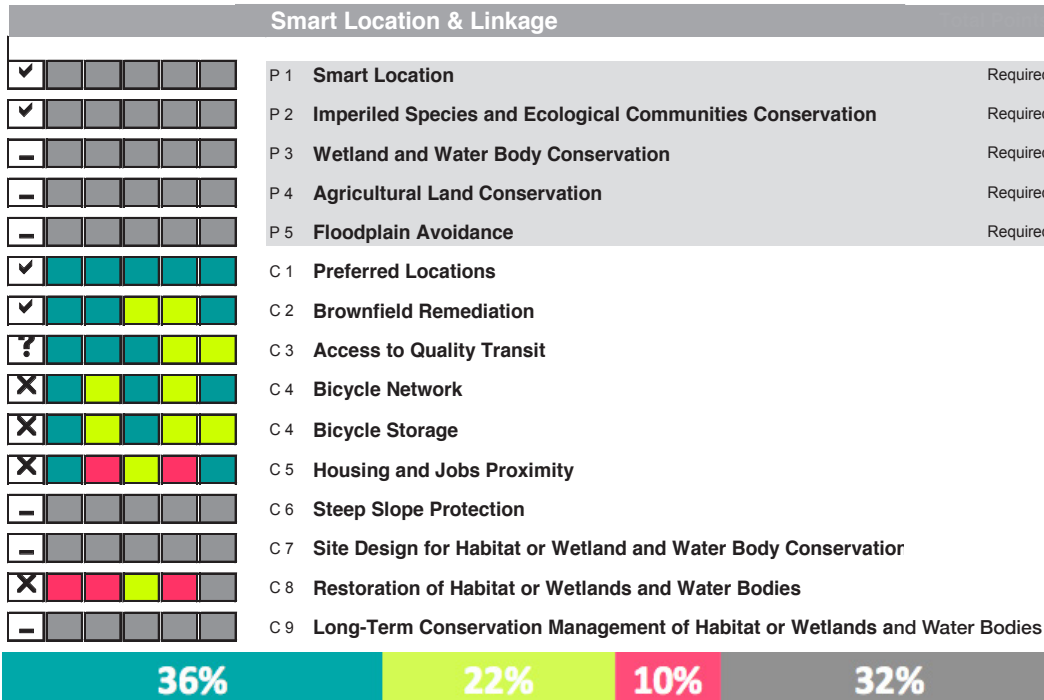 Smart Location & Linkage Total Points
P 1 Smart Location Required
P 2 Imperiled Species and Ecological Communities Conservation Required
P 3 Wetland and Water Body Conservation Required
P 4 Agricultural Land Conservation Required
P 5 Floodplain Avoidance Required
C 1 Preferred Locations
C 2 Brownfield Remediation
? C 3 Access to Quality Transit
C 4 Bicycle Network
C 4 Bicycle Storage
C 5 Housing and Jobs Proximity
C 6 Steep Slope Protection
C 7 Site Design for Habitat or Wetland and Water Body Conservation
C 8 Restoration of Habitat or Wetlands and Water Bodies
C 9 Long-Term Conservation Management of Habitat or Wetlands and Water Bodies
36% 22% 10% 32%